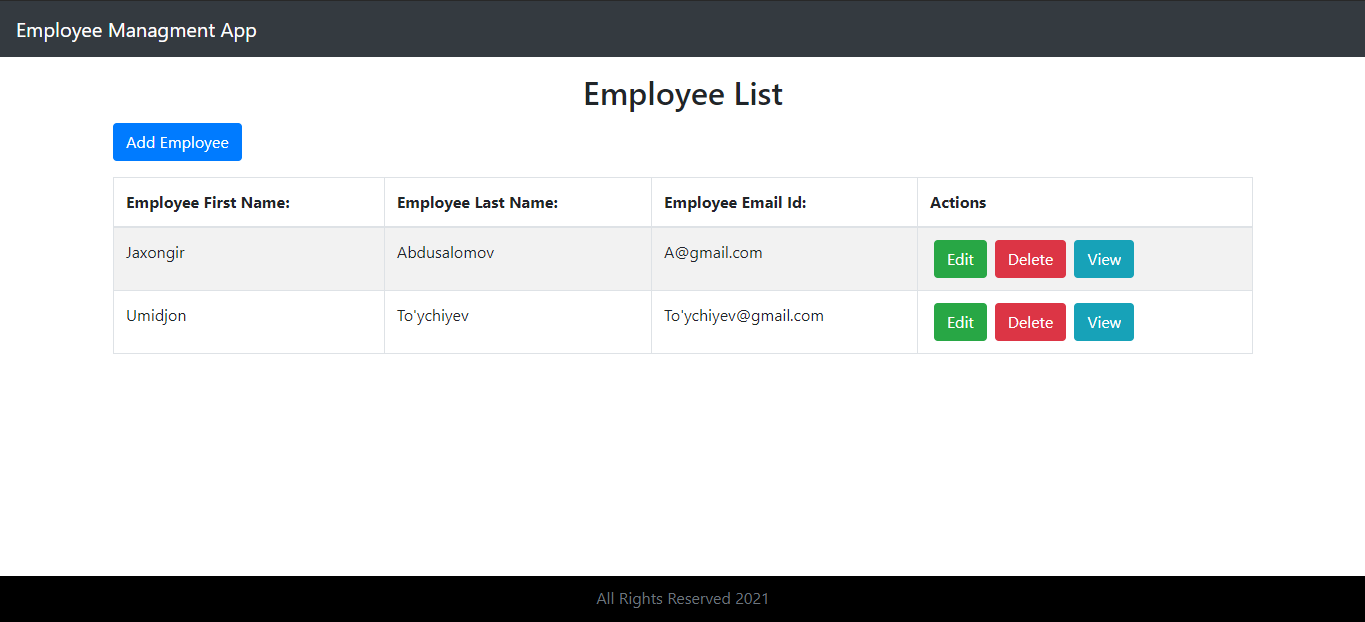 Employee Managment App
Employee List
Add Employee
Employee First Name: Employee Last Name: Employee Email Id: Actions
Jaxongir Abdusalomov A@gmail.com Edit Delete View
Umidjon To'ychiyev To'ychiyev@gmail.com Edit Delete View
All Rights Reserved 2021